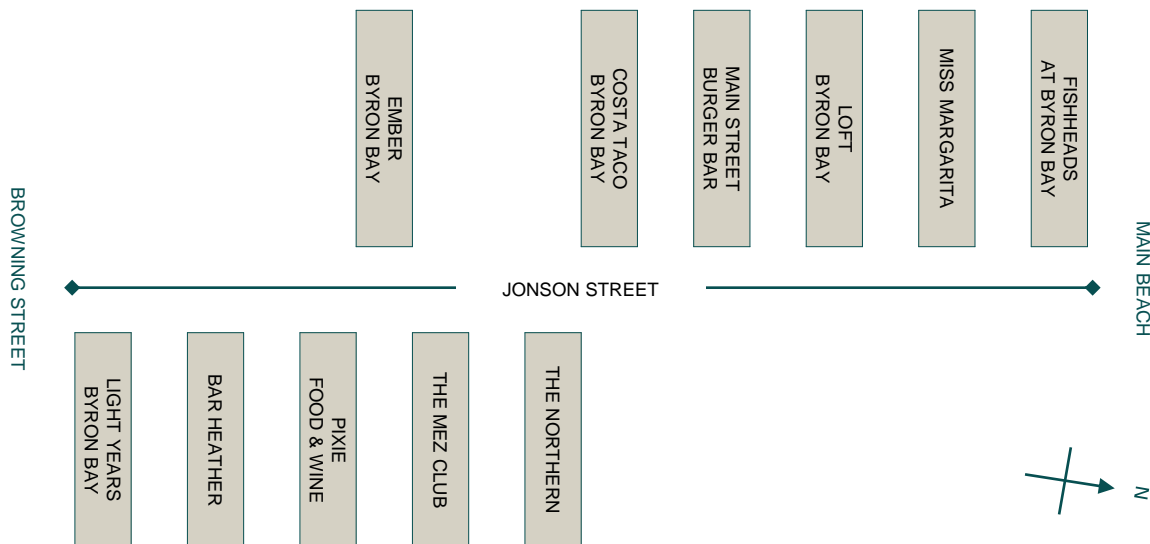 EMBER
BYRON BAY
COSTA TACO
BYRON BAY
MAIN STREET
BURGER BAR
LOFT
BYRON BAY
MISS MARGARITA
FISHHEADS
AT BYRON BAY
BROWNING STREET
JONSON STREET
MAIN BEACH
LIGHT YEARS
BYRON BAY
BAR HEATHER
PIXIE
FOOD & WINE
THE MEZ CLUB
THE NORTHERN
N